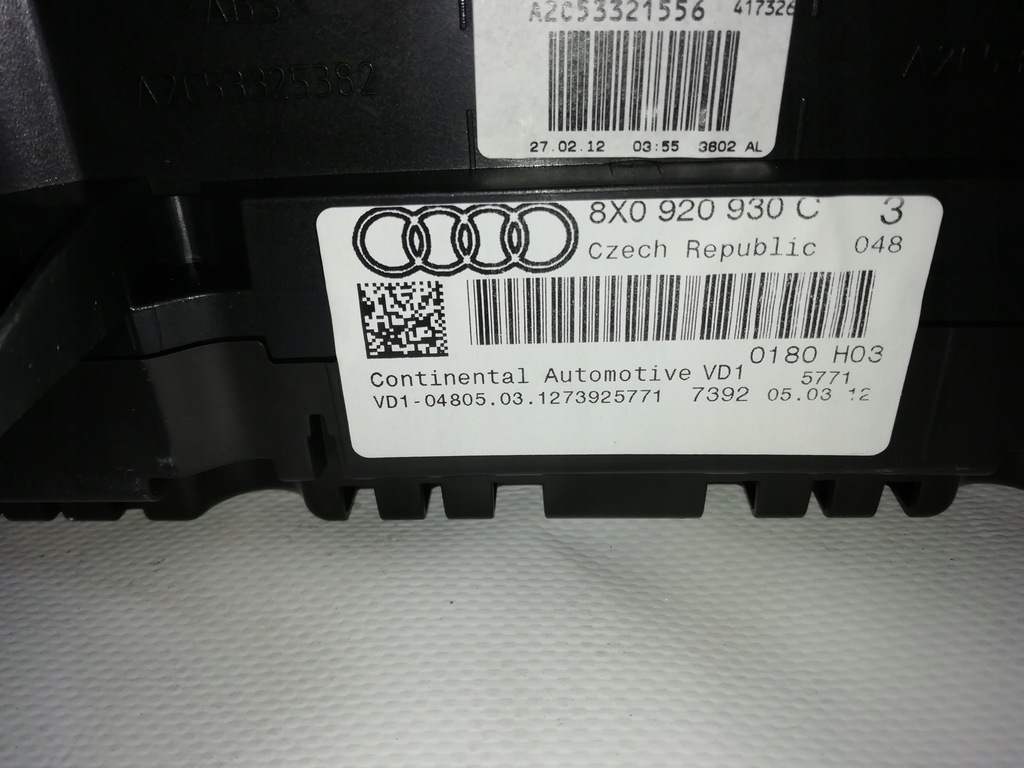 ABS
A2C53325382
A2C53321556 417326
27.02.12 03:55 3802 AL
8X0 920 930 C 3
Czech Republic 048
0180 H03
Continental Automotive VD1 5771
VD1-04805.03.1273925771 7392 05.03 12